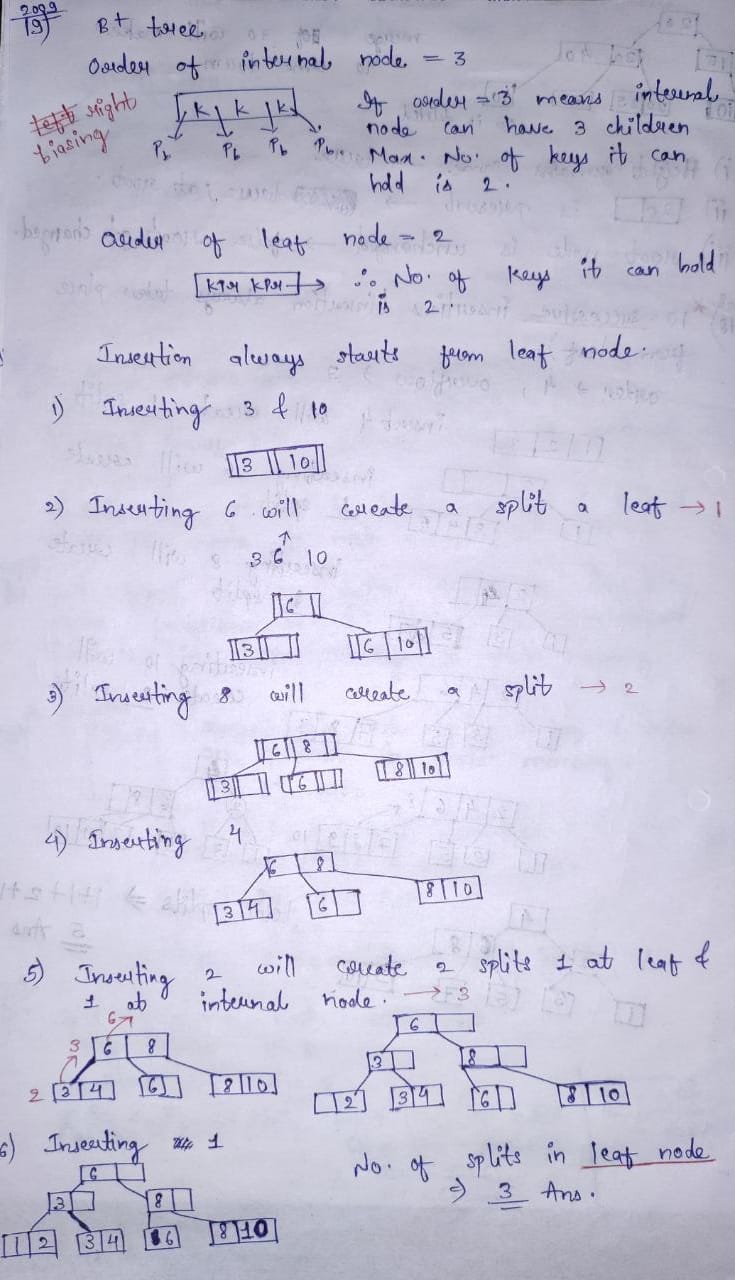 2099
19) B+ tree
Order of internal node = 3
left right biasing
K K K
Pb Pb Pb Pb
If order = '3' means internal
node can have 3 children
Max. No. of keys it can
hold is 2.
order of leaf node = 2
∴ No. of keys it can hold
is 2.
Insertion always starts from leaf node.
1) Inserting 3 & 10
3 10
2) Inserting 6 will create a split a leaf → 1
3 6 10
6
3 6 10
3) Inserting 8 will create a split → 2
6 8
3 6 8 10
4) Inserting 4
6 8
3 4 6 8 10
5) Inserting 2 will create 2 splits 1 at leaf &
1 at internal node. → 3
6
3 6 8
2 3 4 6 8 10
6
3 8
2 3 4 6 8 10
6) Inserting 1
6
3 8
1 2 3 4 6 8 10
No. of splits in leaf node
⇒ 3 Ans.